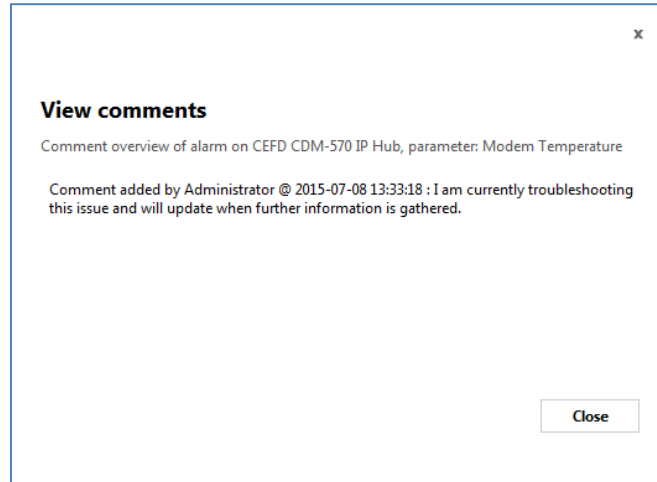 x
View comments
Comment overview of alarm on CEFD CDM-570 IP Hub, parameter: Modem Temperature
Comment added by Administrator @ 2015-07-08 13:33:18 : I am currently troubleshooting
this issue and will update when further information is gathered.
Close